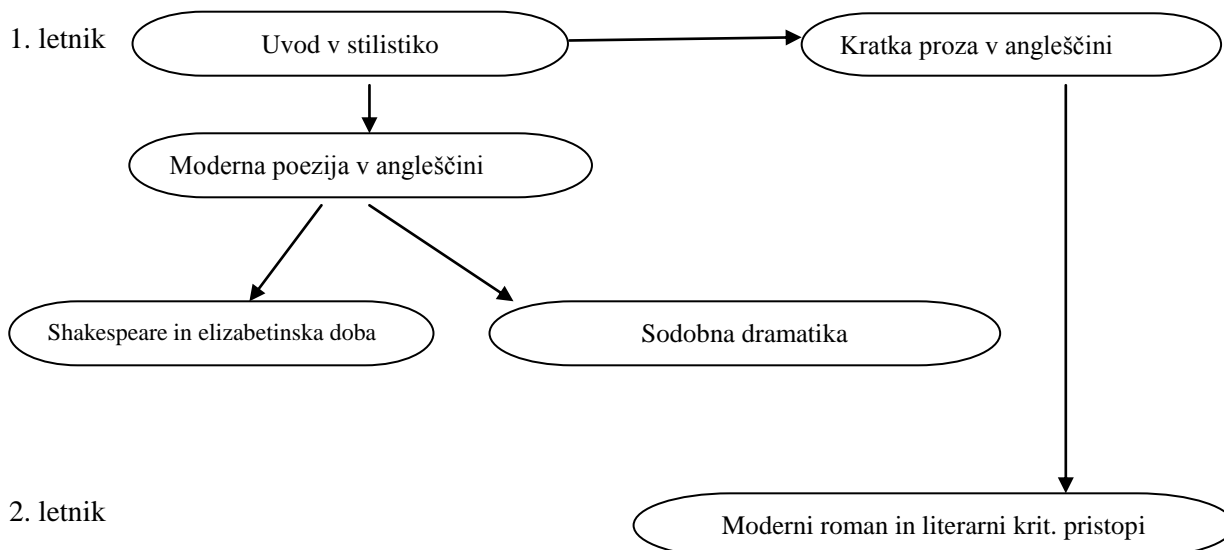 1. letnik
Uvod v stilistiko
Kratka proza v angleščini
Moderna poezija v angleščini
Shakespeare in elizabetinska doba
Sodobna dramatika
2. letnik
Moderni roman in literarni krit. pristopi